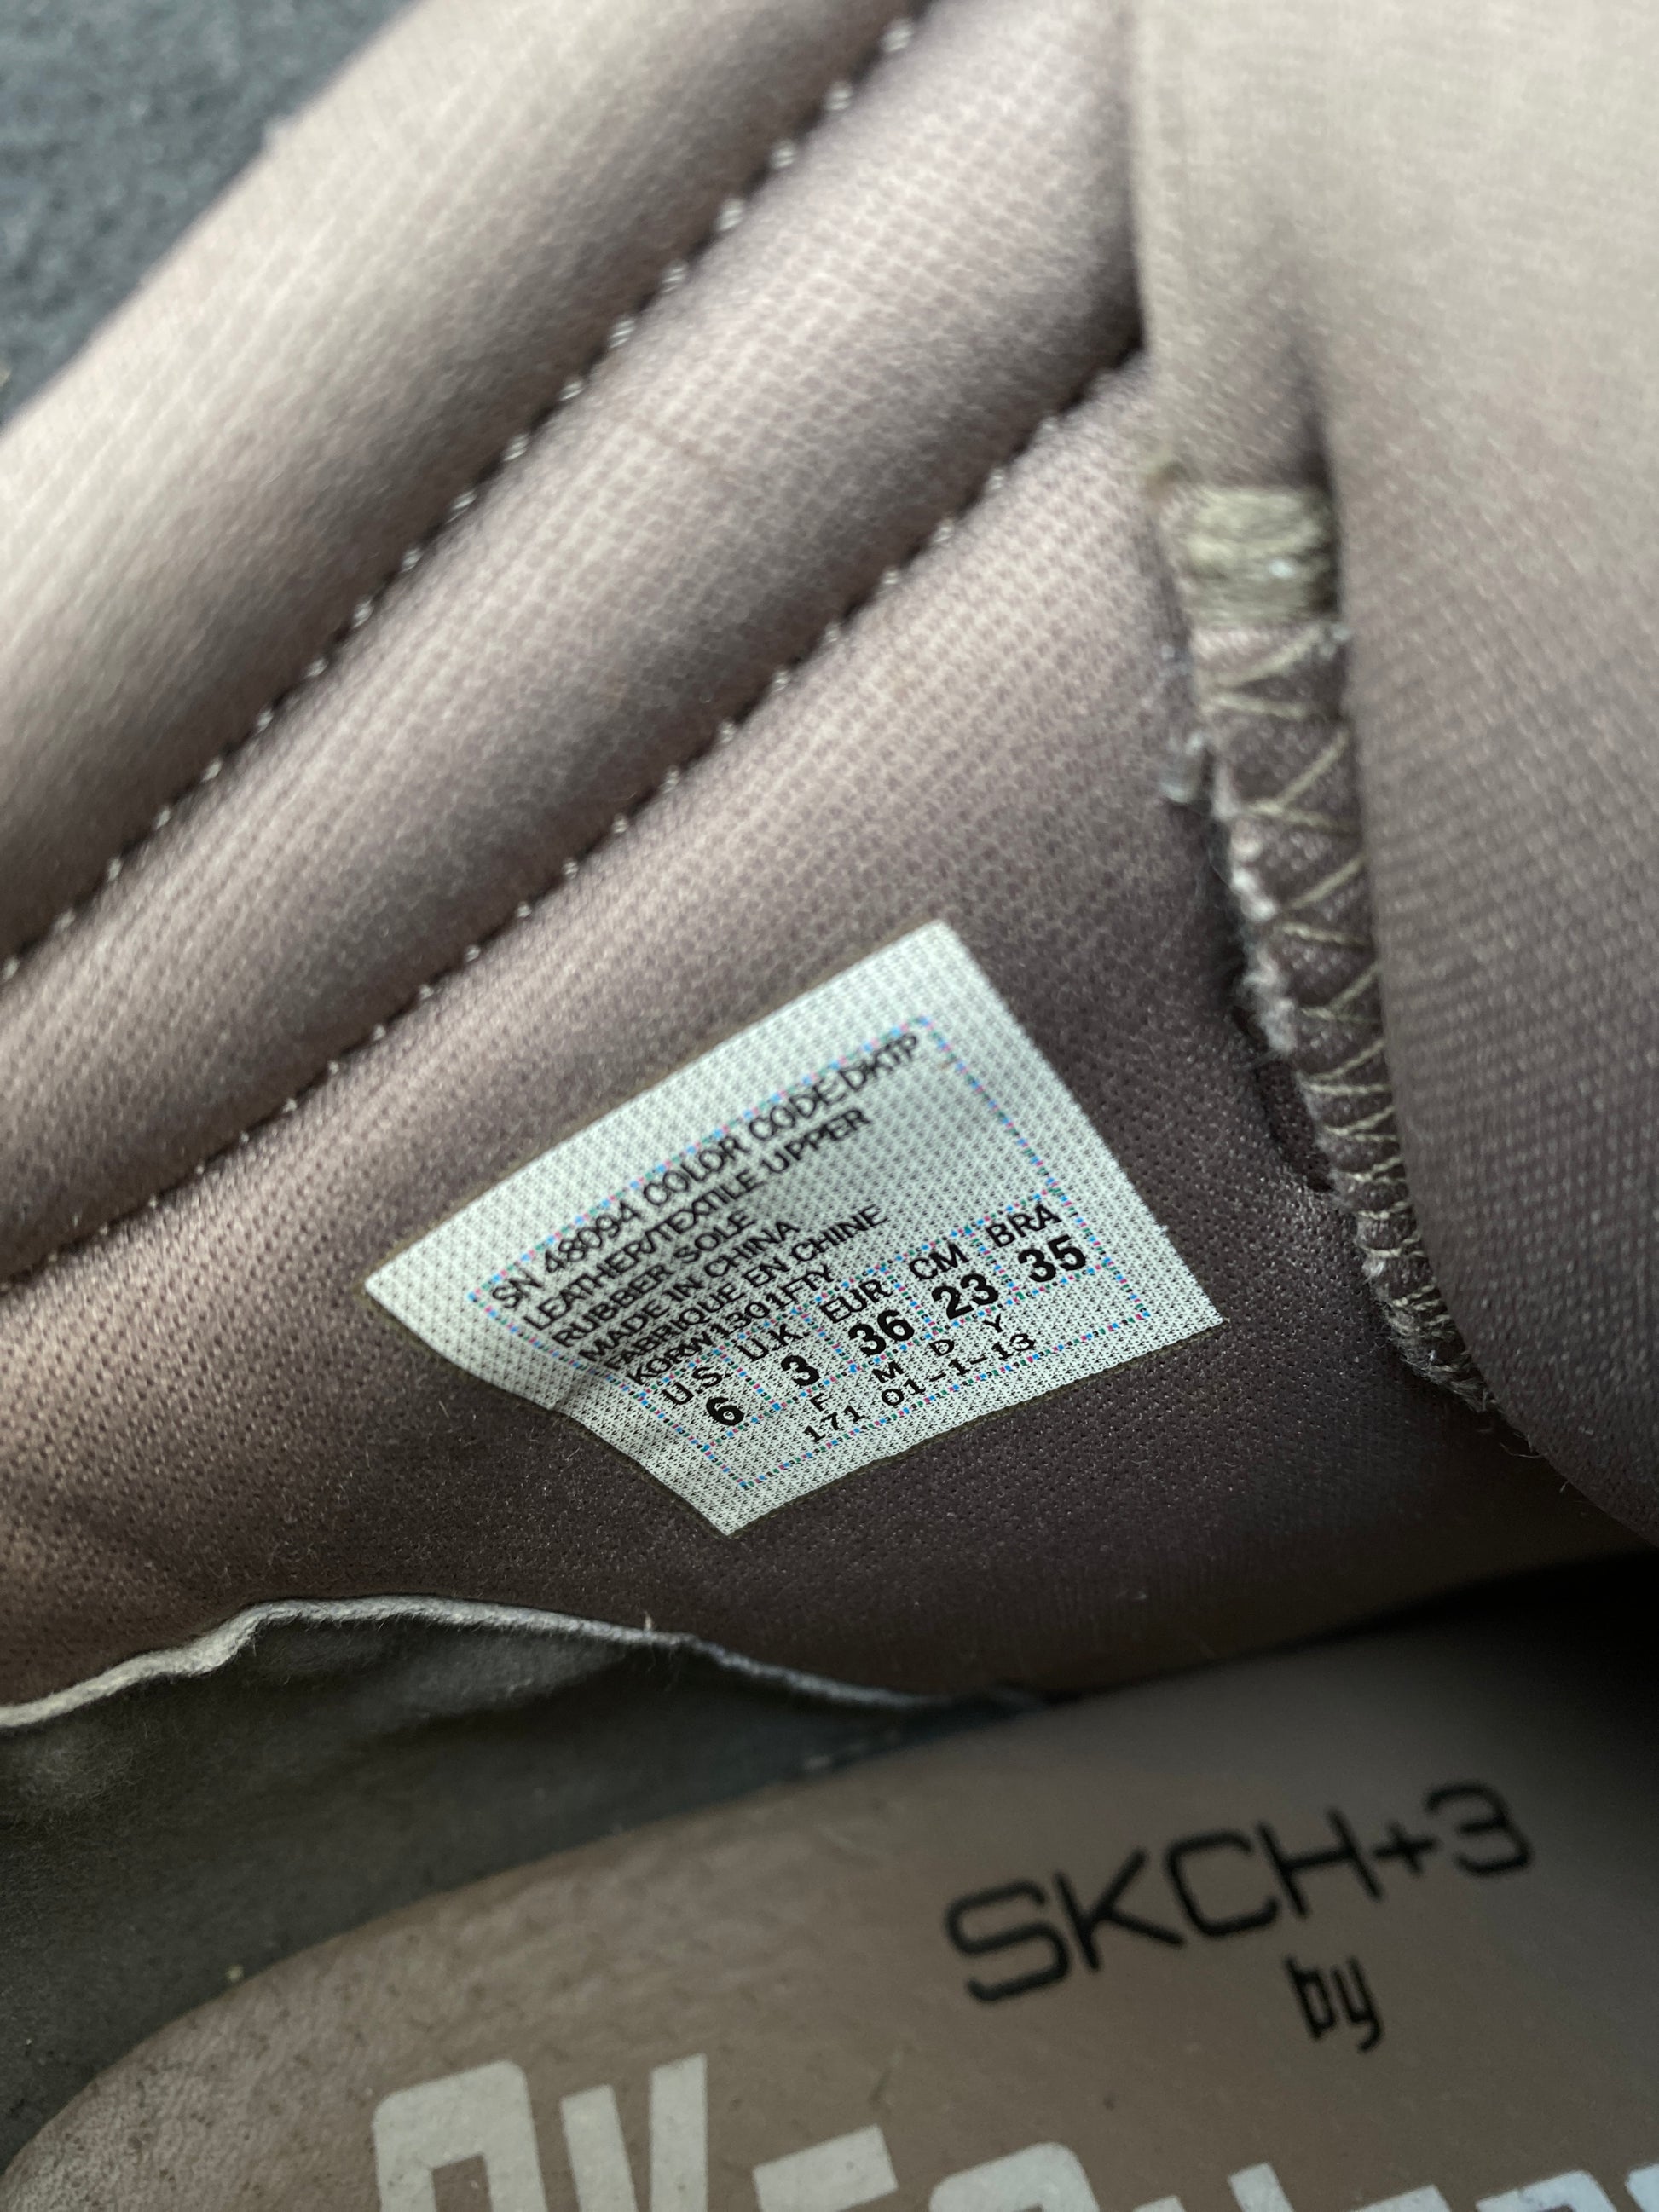 SN 48094 COLOR CODE DKTP
LEATHER/TEXTILE UPPER
RUBBER SOLE
MADE IN CHINA
FABRIQUE EN CHINE
KORW1301FTY
U.S. U.K. EUR CM BRA
6 3 36 23 35
F M D Y
171 01-1-13
SKCH+3
by